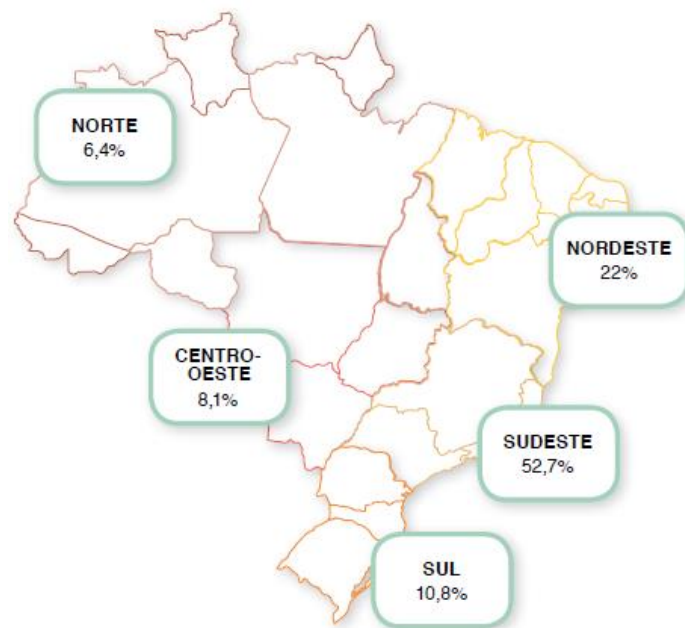 NORTE
6,4%
NORDESTE
22%
CENTRO-
OESTE
8,1%
SUDESTE
52,7%
SUL
10,8%